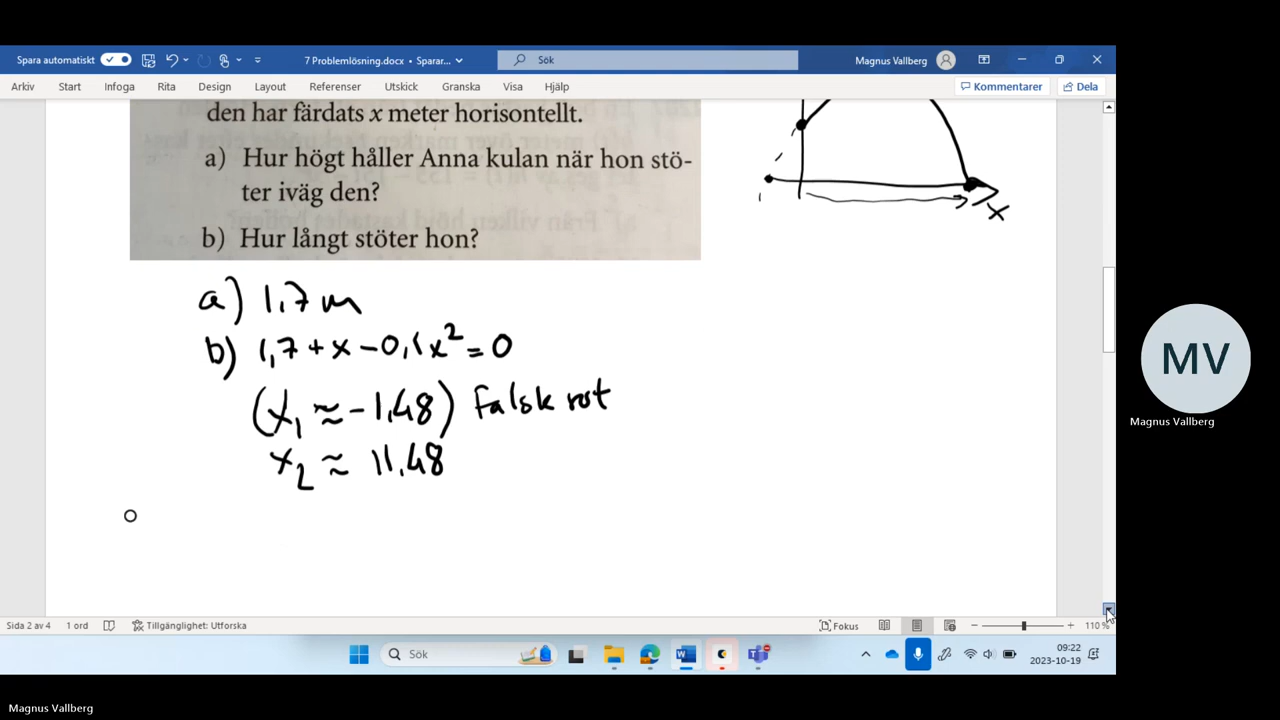 Spara automatiskt
7 Problemlösning.docx • Sparar...
Sök
Magnus Vallberg
Arkiv Start Infoga Rita Design Layout Referenser Utskick Granska Visa Hjälp
Kommentarer
Dela
den har färdats x meter horisontellt.
a) Hur högt håller Anna kulan när hon stö-
ter iväg den?
b) Hur långt stöter hon?
x
a) 1,7 m
b) 1,7 + x - 0,1x² = 0
(x₁ ≈ -1,48) Falsk rot
x₂ ≈ 11,48
MV
Magnus Vallberg
Sida 2 av 4 1 ord Tillgänglighet: Utforska
Fokus
110 %
Sök
09:22
2023-10-19
Magnus Vallberg